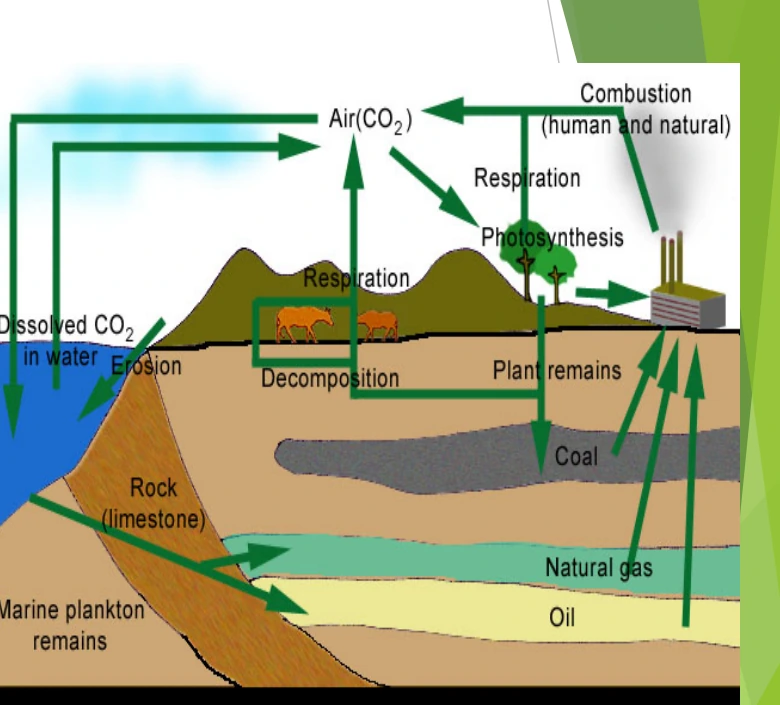 Combustion
(human and natural)
Air(CO₂)
Respiration
Photosynthesis
Respiration
Dissolved CO₂
in water
Erosion
Decomposition
Plant remains
Coal
Rock
(limestone)
Natural gas
Marine plankton
remains
Oil